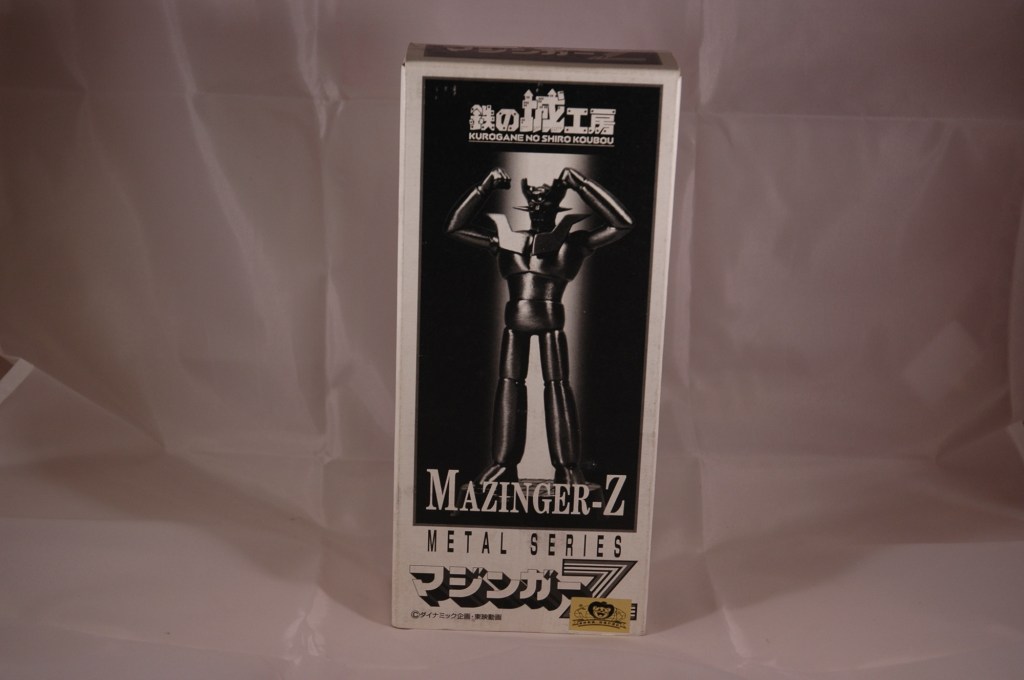 鉄の城工房
KUROGANE NO SHIRO KOUBOU
MAZINGER-Z
METAL SERIES
マジンガーZ
©ダイナミック企画・東映動画